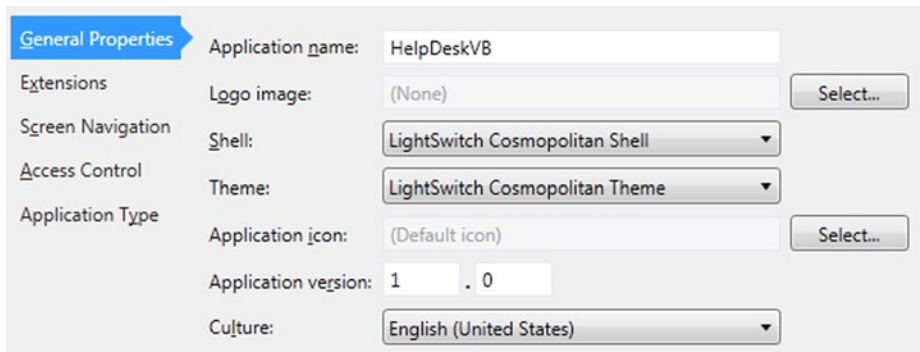 General Properties
Extensions
Screen Navigation
Access Control
Application Type
Application name: HelpDeskVB
Logo image: (None) Select...
Shell: LightSwitch Cosmopolitan Shell
Theme: LightSwitch Cosmopolitan Theme
Application icon: (Default icon) Select...
Application version: 1 . 0
Culture: English (United States)